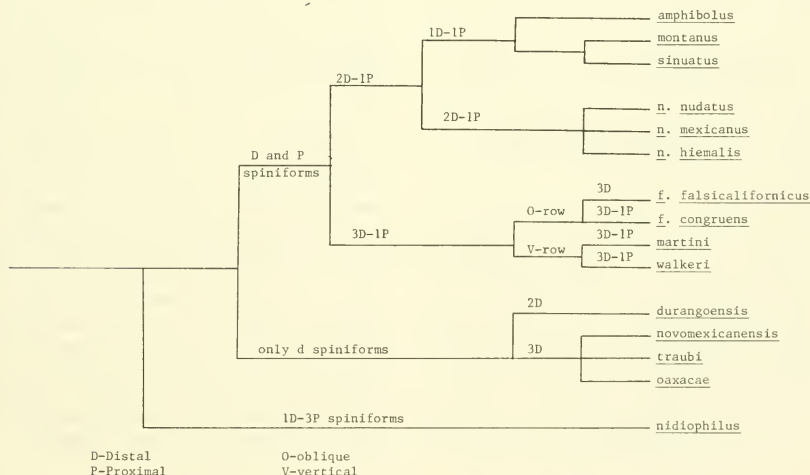 amphibolus
1D-1P
montanus
sinuatus
2D-1P
n. nudatus
2D-1P
n. mexicanus
n. hiemalis
D and P
spiniforms
3D
f. falsicalifornicus
O-row
3D-1P
f. congruens
3D-1P
3D-1P
martini
V-row
3D-1P
walkeri
2D
durangoensis
novomexicanensis
only d spiniforms
3D
traubi
oaxacae
1D-3P spiniforms
nidiophilus
D-Distal
O-oblique
P-Proximal
V-vertical